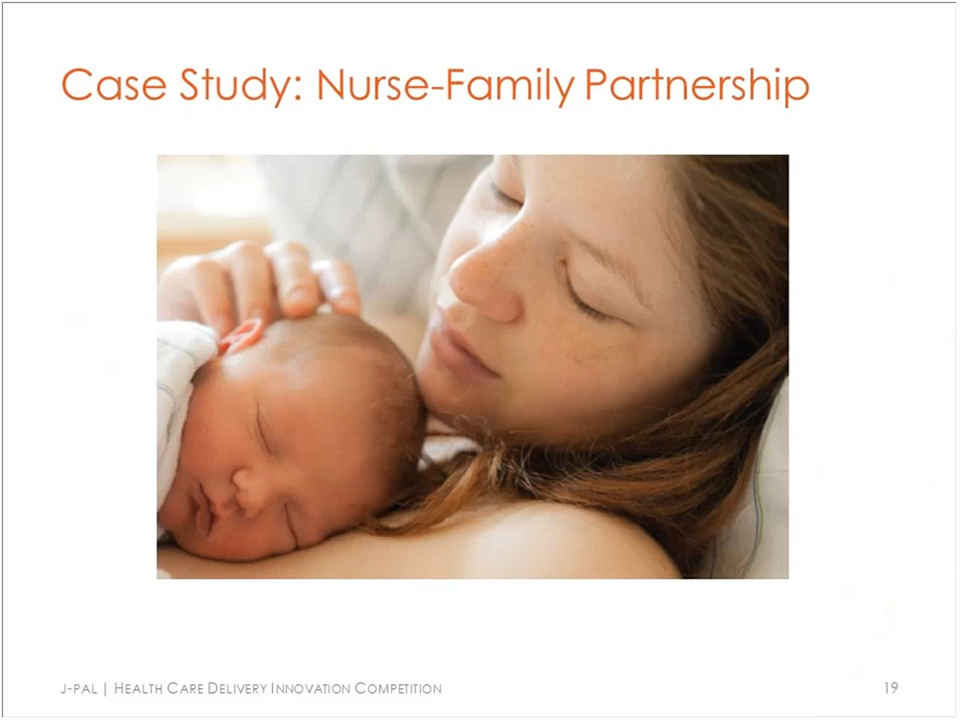 Case Study: Nurse-Family Partnership
J-PAL | HEALTH CARE DELIVERY INNOVATION COMPETITION 19